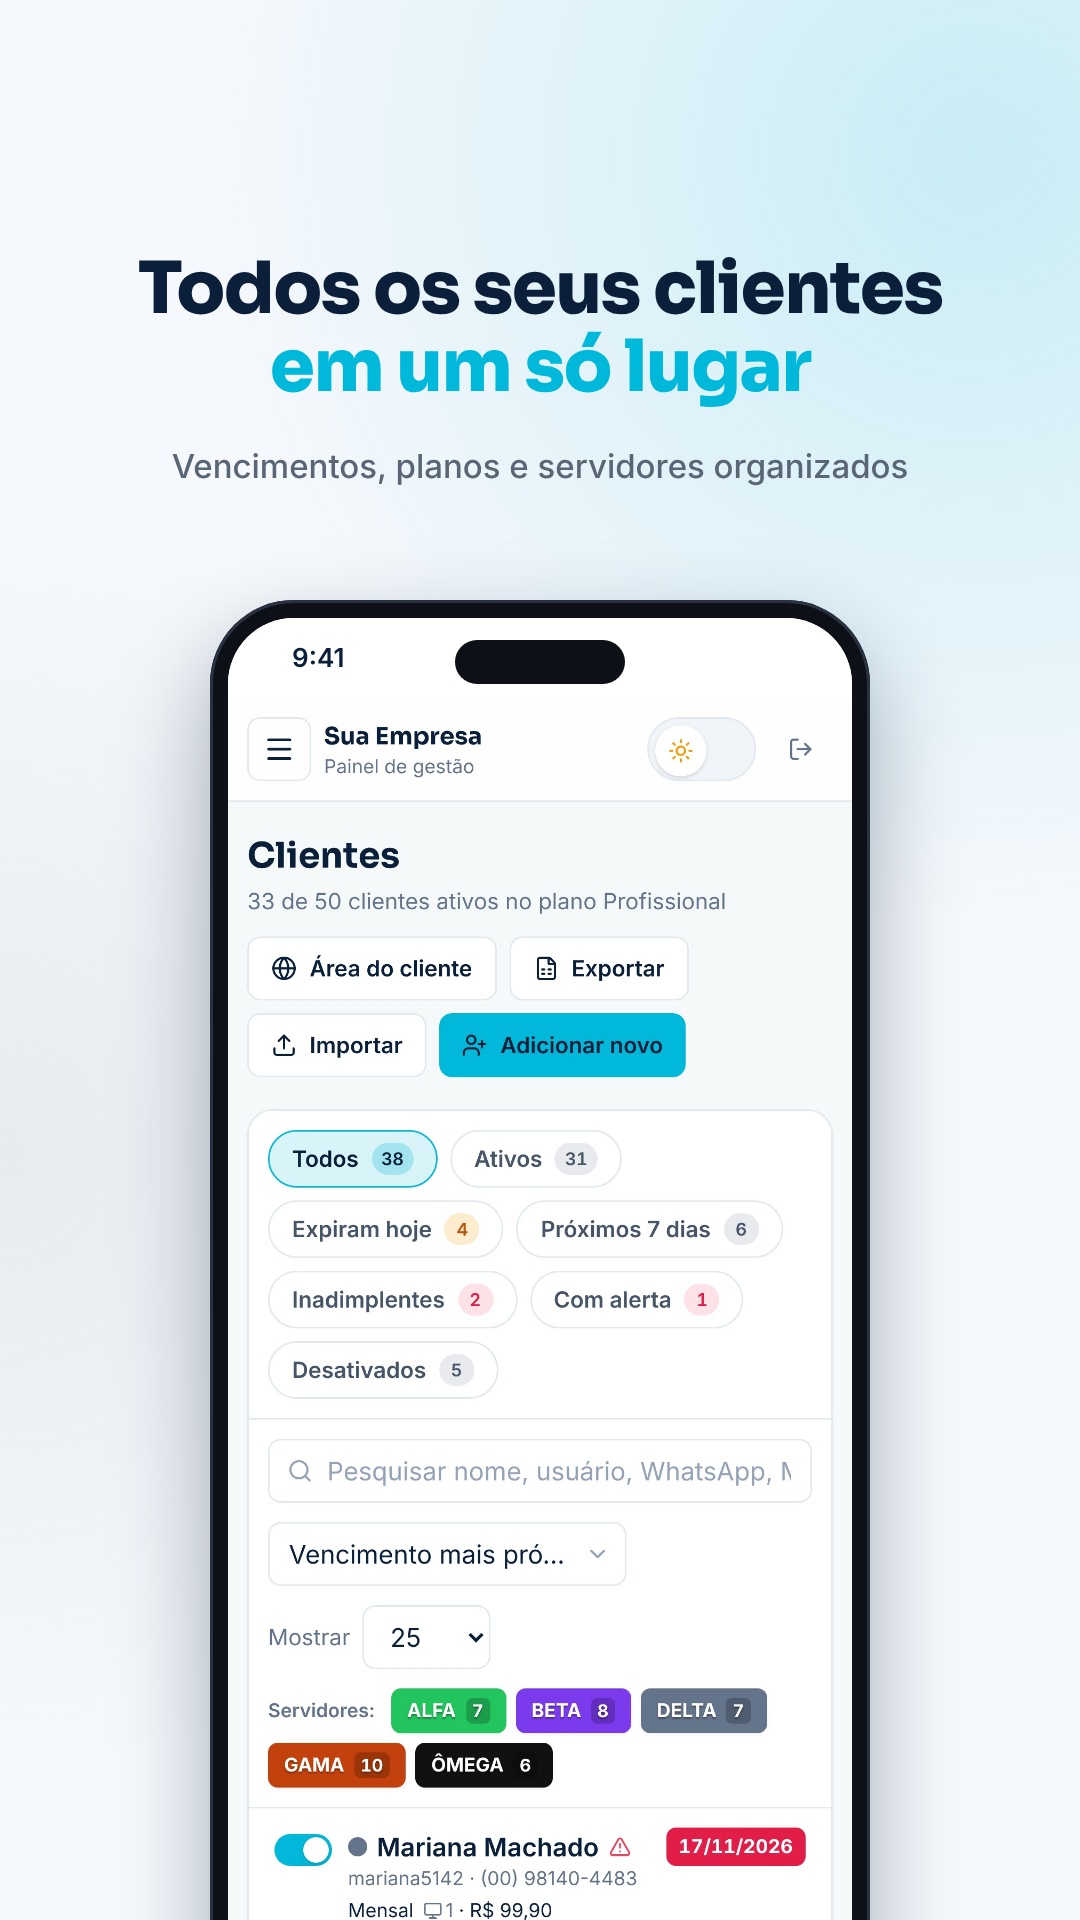 Todos os seus clientes
em um só lugar
Vencimentos, planos e servidores organizados
9:41
Sua Empresa
Painel de gestão
Clientes
33 de 50 clientes ativos no plano Profissional
Área do cliente
Exportar
Importar
Adicionar novo
Todos 38
Ativos 31
Expiram hoje 4
Próximos 7 dias 6
Inadimplentes 2
Com alerta 1
Desativados 5
Pesquisar nome, usuário, WhatsApp, M
Vencimento mais pró...
Mostrar 25
Servidores: ALFA 7 BETA 8 DELTA 7
GAMA 10 ÔMEGA 6
Mariana Machado 17/11/2026
mariana5142 · (00) 98140-4483
Mensal 1 · R$ 99,90